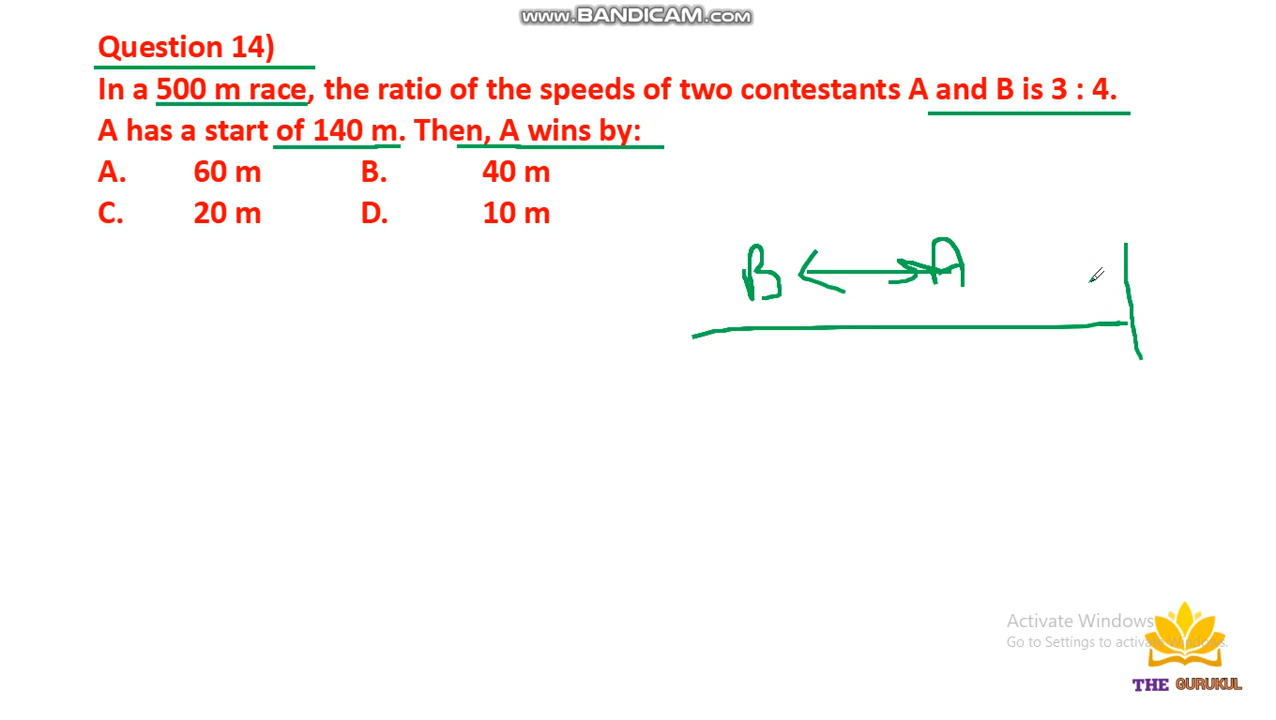 www.BANDICAM.com
Question 14)
In a 500 m race, the ratio of the speeds of two contestants A and B is 3 : 4.
A has a start of 140 m. Then, A wins by:
A. 60 m B. 40 m
C. 20 m D. 10 m
B A
Activate Windows
Go to Settings to activate Windows.
THE GURUKUL